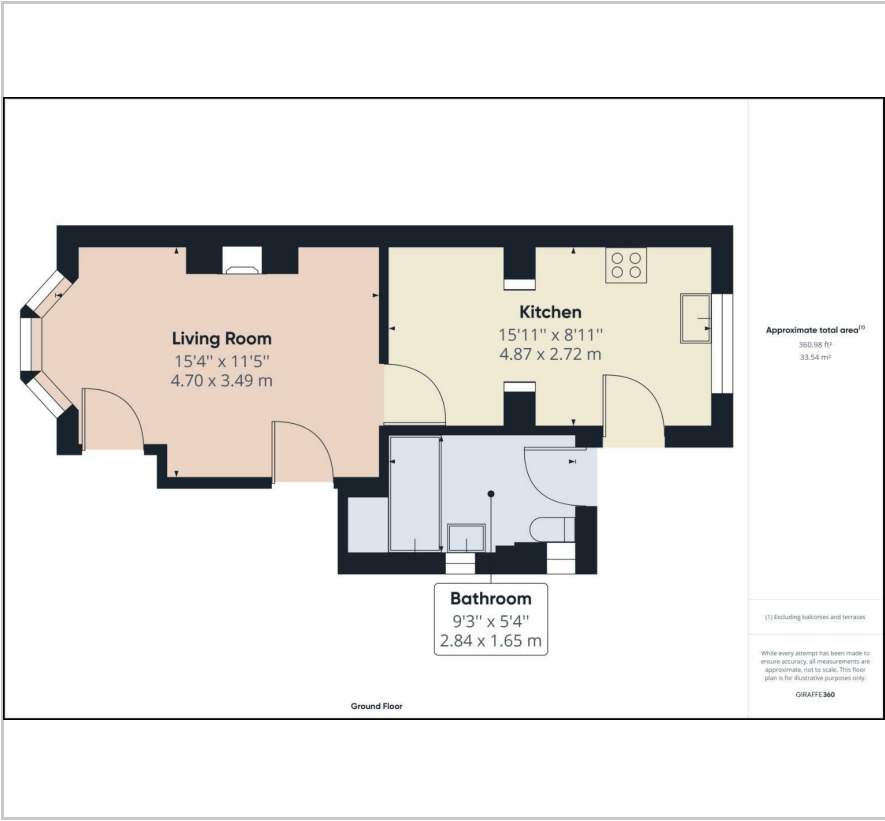 Living Room
15'4" x 11'5"
4.70 x 3.49 m
Kitchen
15'11" x 8'11"
4.87 x 2.72 m
Bathroom
9'3" x 5'4"
2.84 x 1.65 m
Ground Floor
Approximate total area(1)
360.98 ft²
33.54 m²
(1) Excluding balconies and terraces
While every attempt has been made to
ensure accuracy, all measurements are
approximate, not to scale. This floor
plan is for illustrative purposes only.
GIRAFFE360